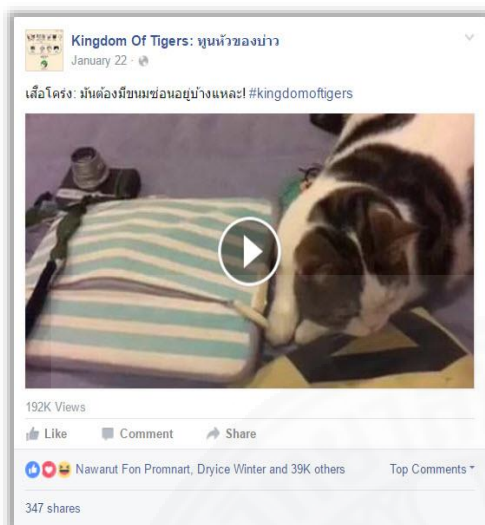 Kingdom Of Tigers: ทูนหัวของบ่าว
January 22 ·
เสือโคร่ง: มันต้องมีขนมซ่อนอยู่บ้างแหละ! #kingdomoftigers
192K Views
Like Comment Share
Nawarut Fon Promnart, Dryice Winter and 39K others Top Comments
347 shares